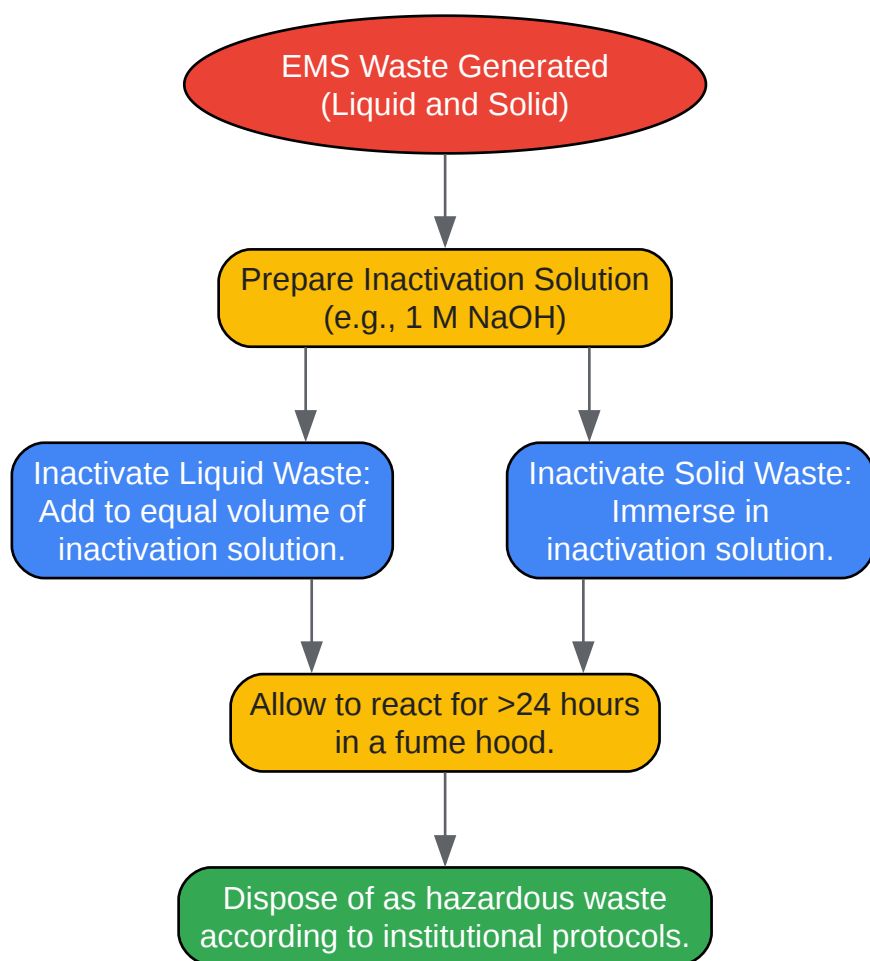 EMS Waste Generated
(Liquid and Solid)
Prepare Inactivation Solution
(e.g., 1 M NaOH)
Inactivate Liquid Waste:
Add to equal volume of
inactivation solution.
Inactivate Solid Waste:
Immerse in
inactivation solution.
Allow to react for >24 hours
in a fume hood.
Dispose of as hazardous waste
according to institutional protocols.